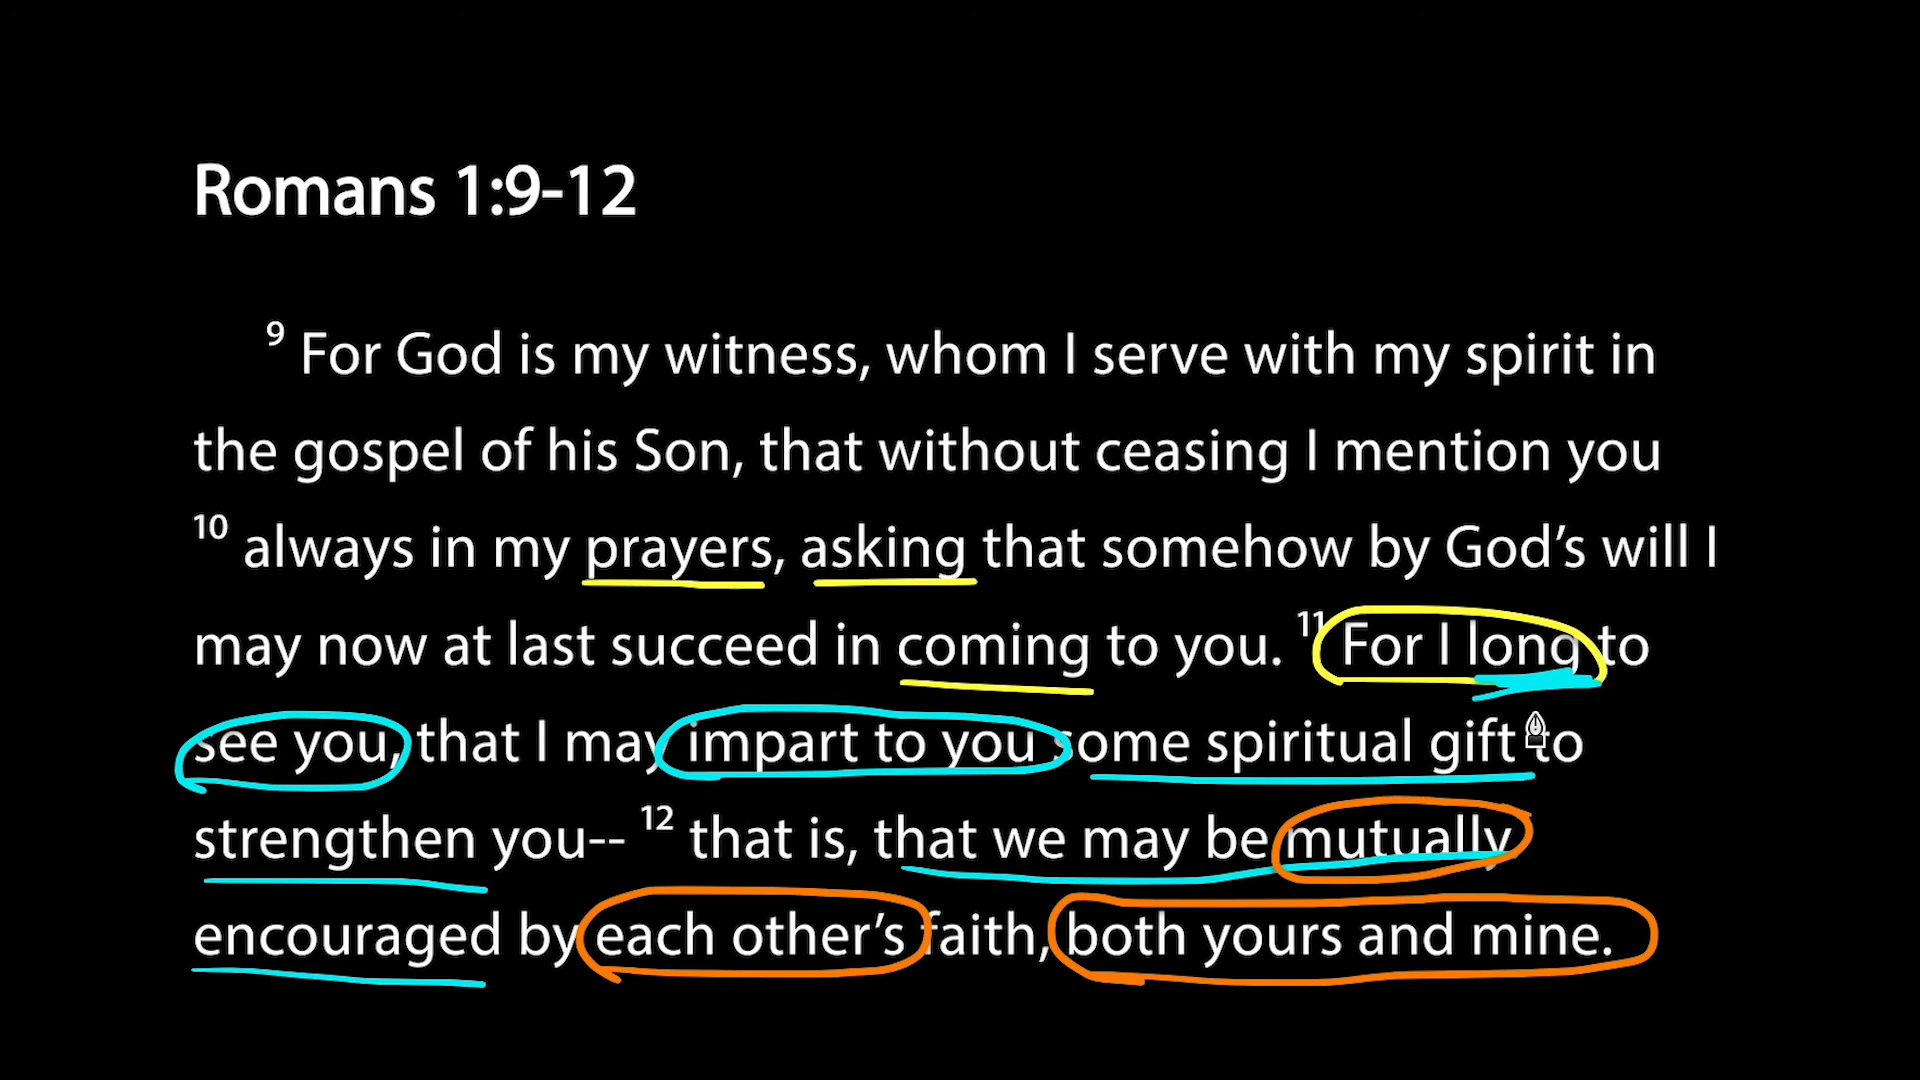 Romans 1:9-12
9 For God is my witness, whom I serve with my spirit in
the gospel of his Son, that without ceasing I mention you
10 always in my prayers, asking that somehow by God’s will I
may now at last succeed in coming to you. 11 For I long to
see you, that I may impart to you some spiritual gift to
strengthen you-- 12 that is, that we may be mutually
encouraged by each other’s faith, both yours and mine.